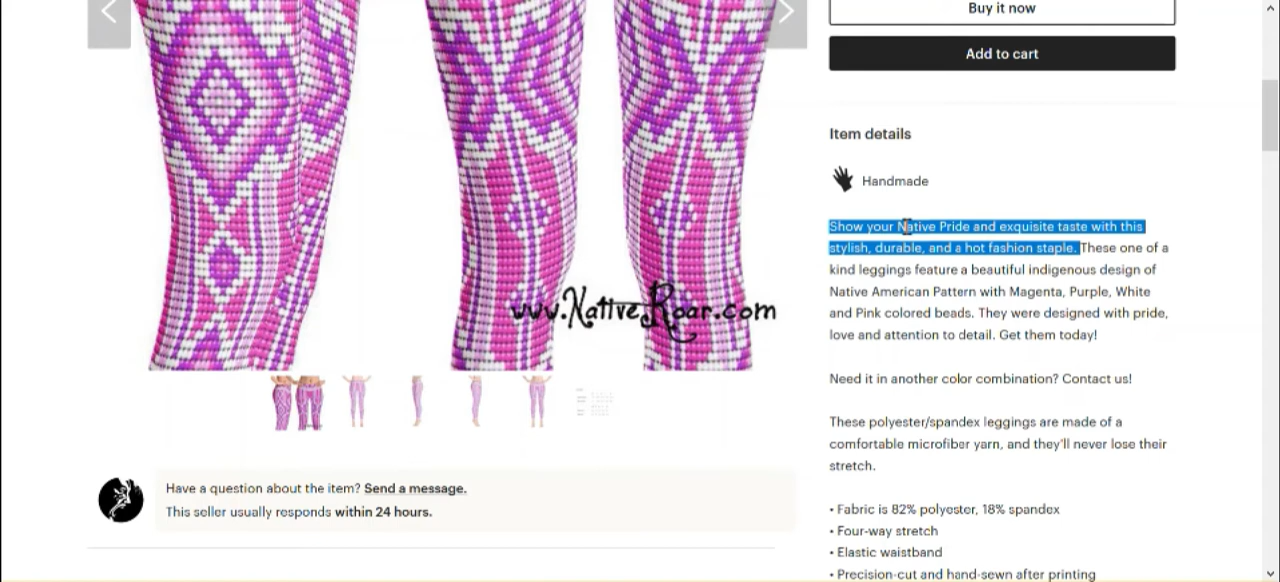 Buy it now
Add to cart
Item details
Handmade
Show your Native Pride and exquisite taste with this
stylish, durable, and a hot fashion staple. These one of a
kind leggings feature a beautiful indigenous design of
Native American Pattern with Magenta, Purple, White
and Pink colored beads. They were designed with pride,
love and attention to detail. Get them today!
Need it in another color combination? Contact us!
These polyester/spandex leggings are made of a
comfortable microfiber yarn, and they'll never lose their
stretch.
• Fabric is 82% polyester, 18% spandex
• Four-way stretch
• Elastic waistband
• Precision-cut and hand-sewn after printing
www.NativeRoar.com
Have a question about the item? Send a message.
This seller usually responds within 24 hours.